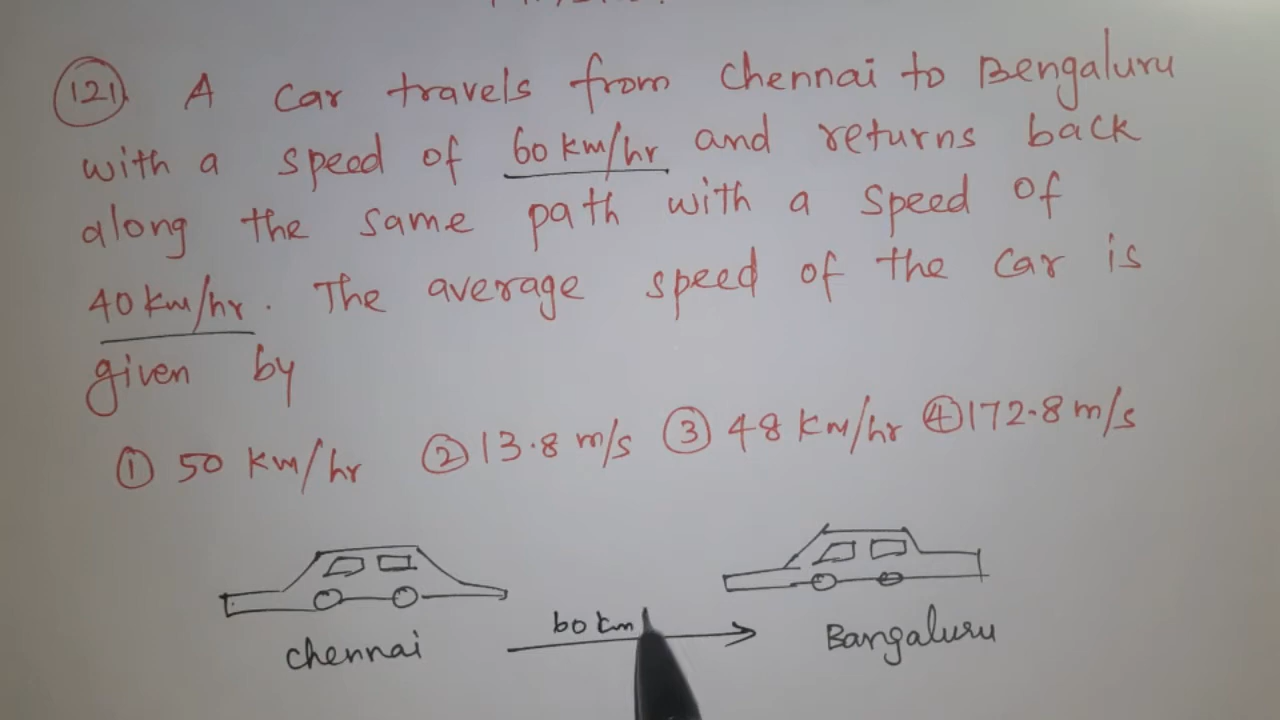 (121). A car travels from Chennai to Bengaluru
with a speed of 60 km/hr and returns back
along the same path with a speed of
40 km/hr. The average speed of the car is
given by
① 50 km/hr ② 13.8 m/s ③ 48 km/hr ④ 172.8 m/s
60 km/
Chennai Bangaluru